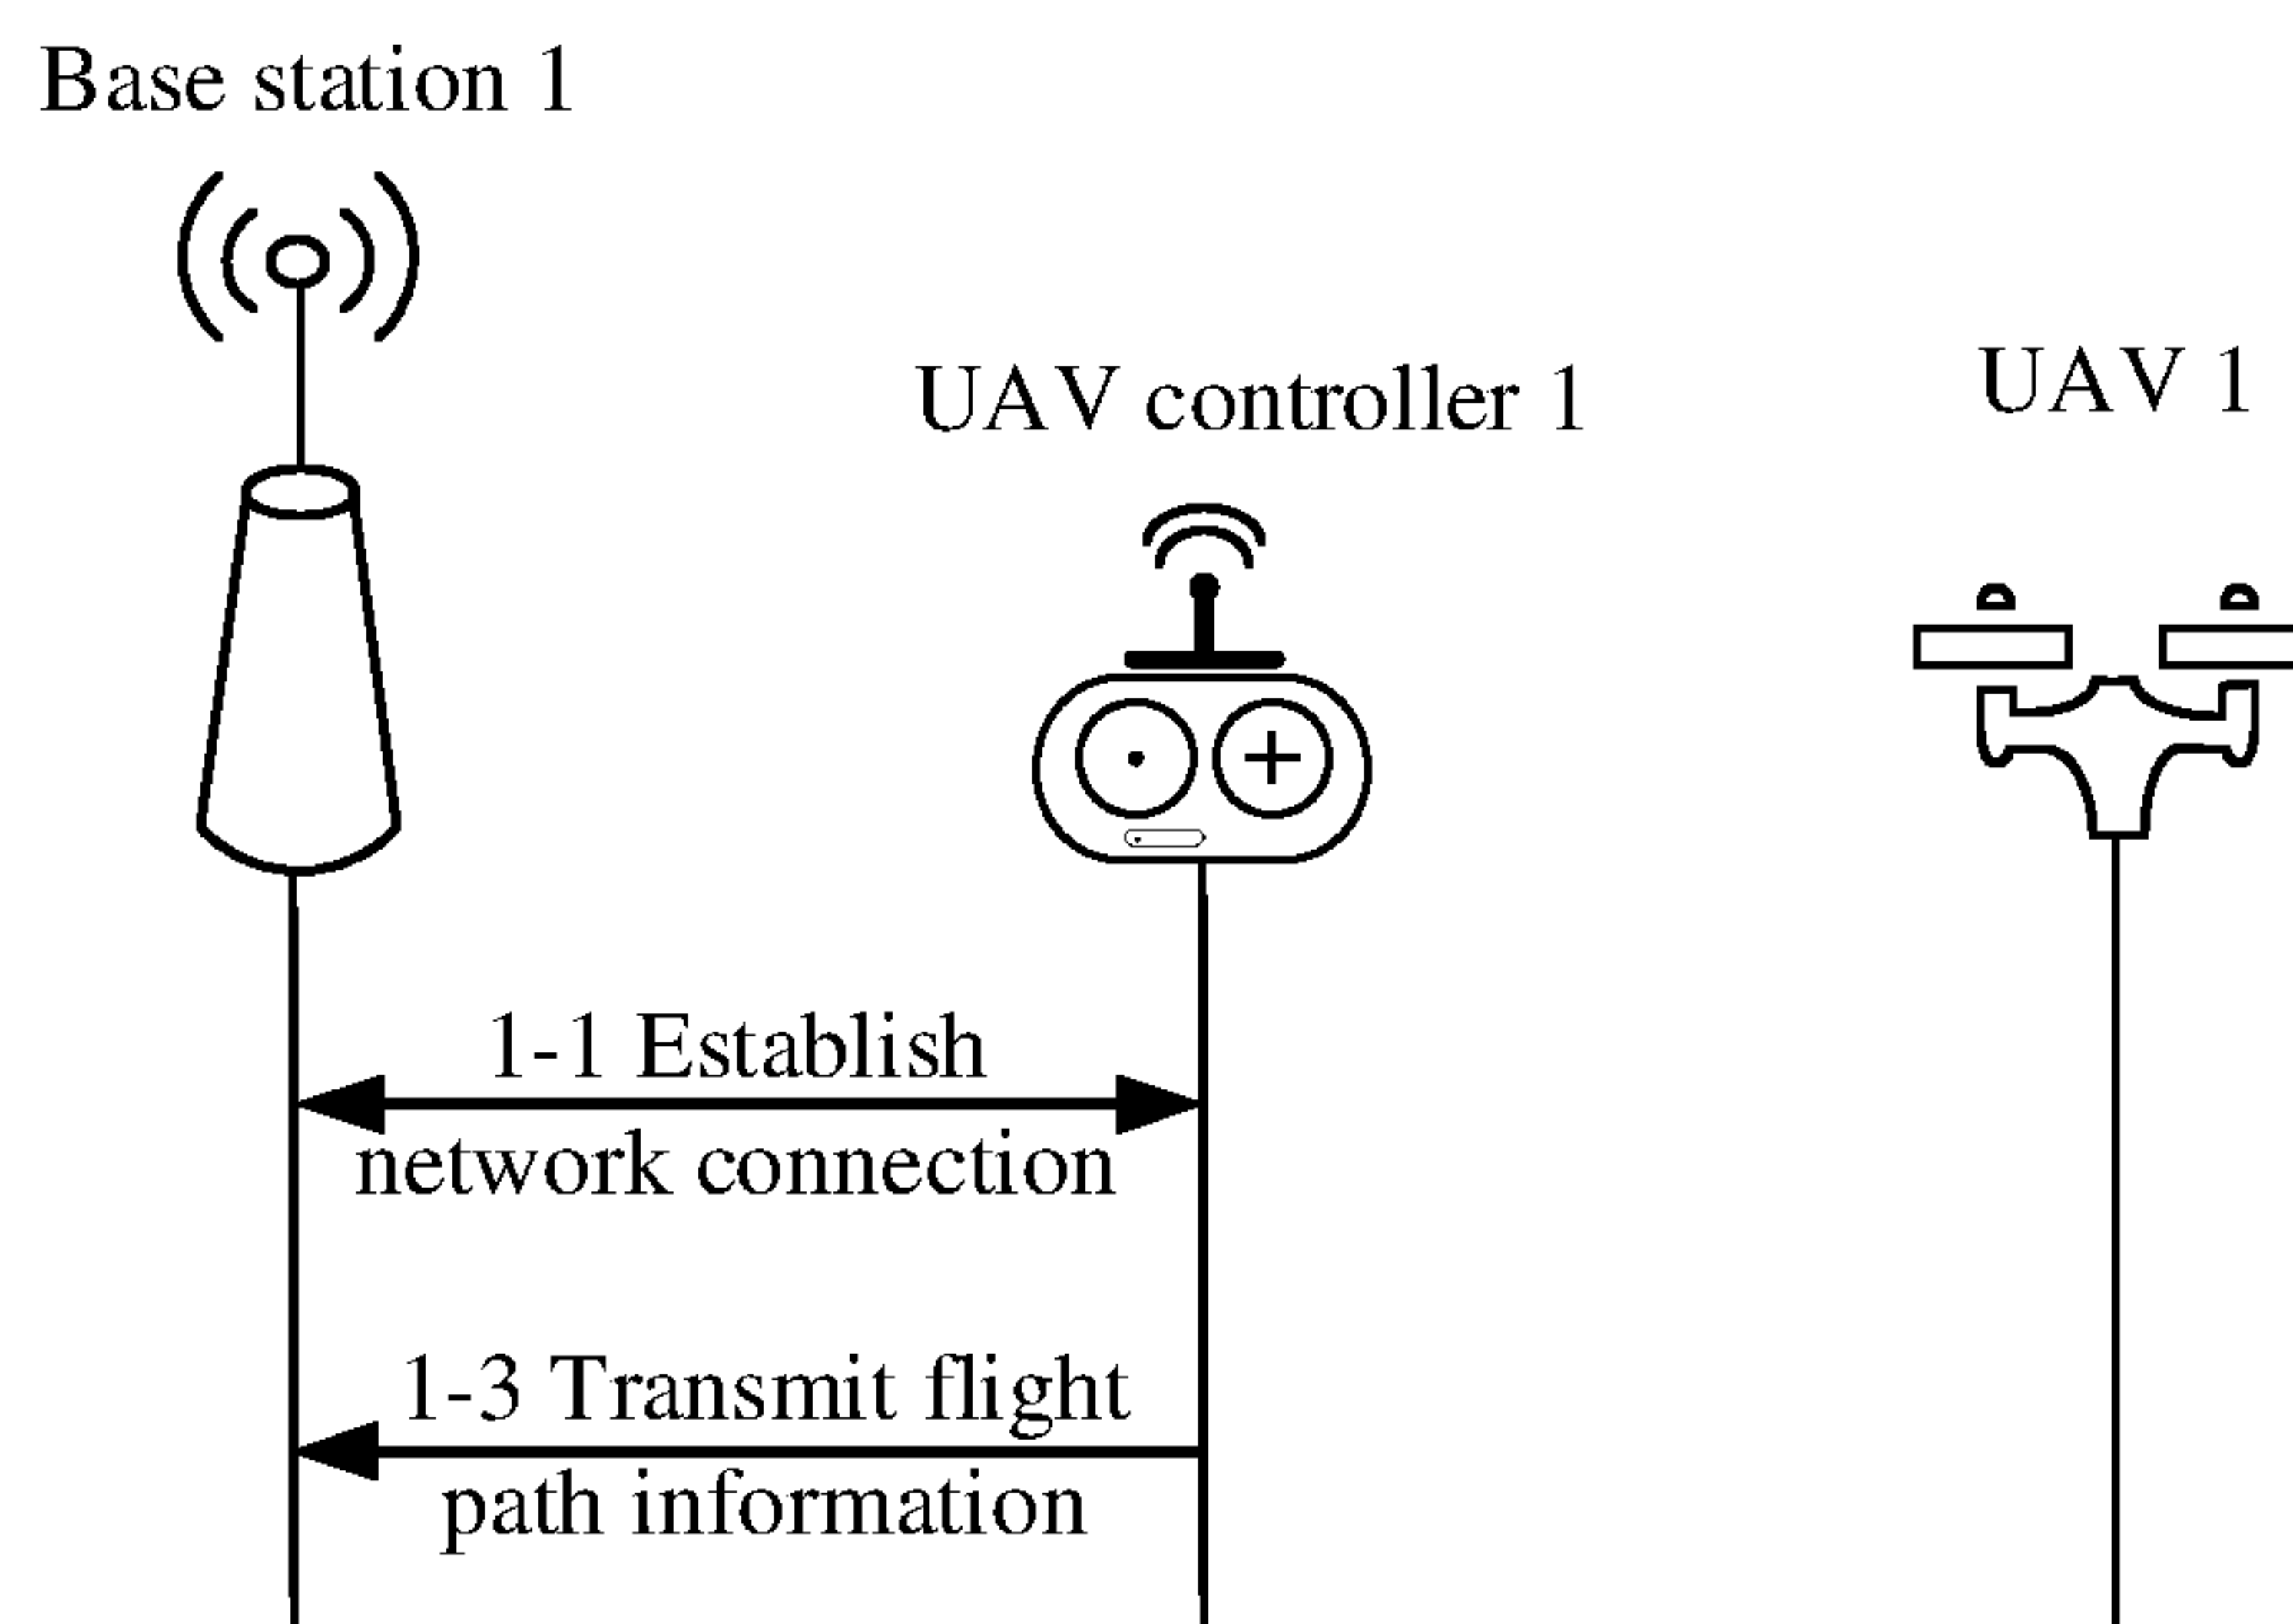 Base station 1
UAV controller 1
UAV 1
1-1 Establish
network connection
1-3 Transmit flight
path information